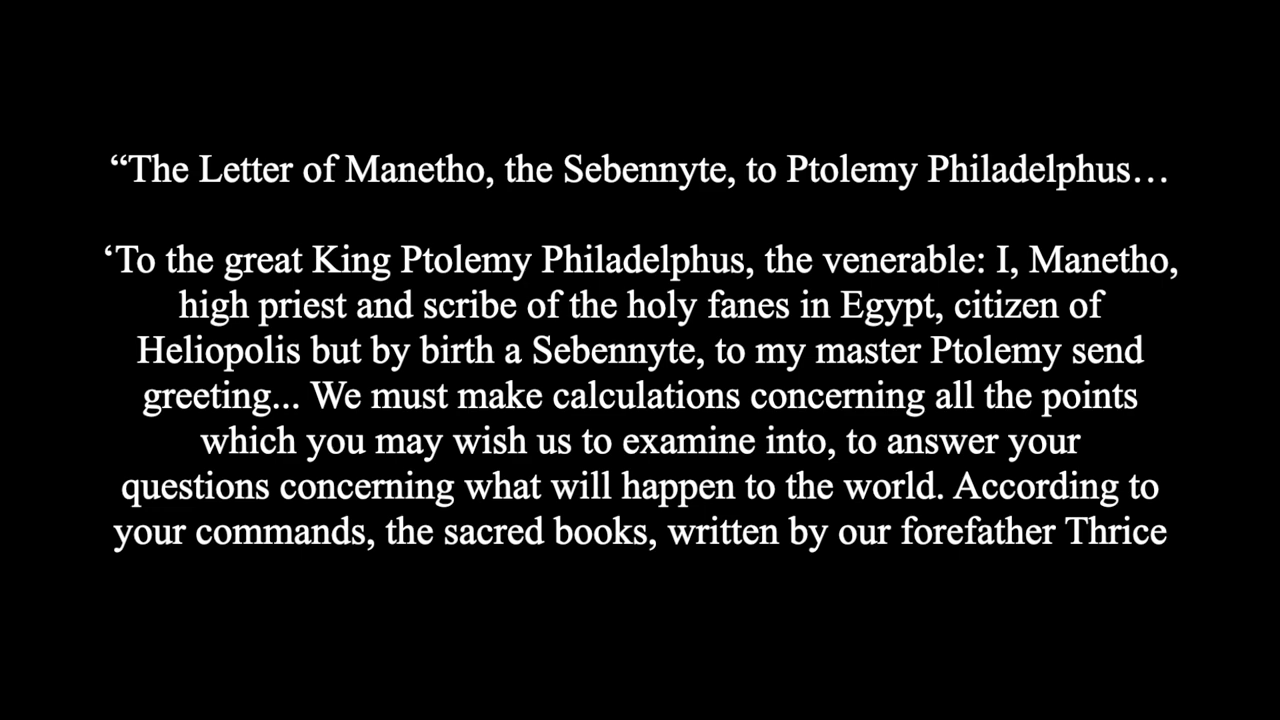 “The Letter of Manetho, the Sebennyte, to Ptolemy Philadelphus…
‘To the great King Ptolemy Philadelphus, the venerable: I, Manetho,
high priest and scribe of the holy fanes in Egypt, citizen of
Heliopolis but by birth a Sebennyte, to my master Ptolemy send
greeting... We must make calculations concerning all the points
which you may wish us to examine into, to answer your
questions concerning what will happen to the world. According to
your commands, the sacred books, written by our forefather Thrice